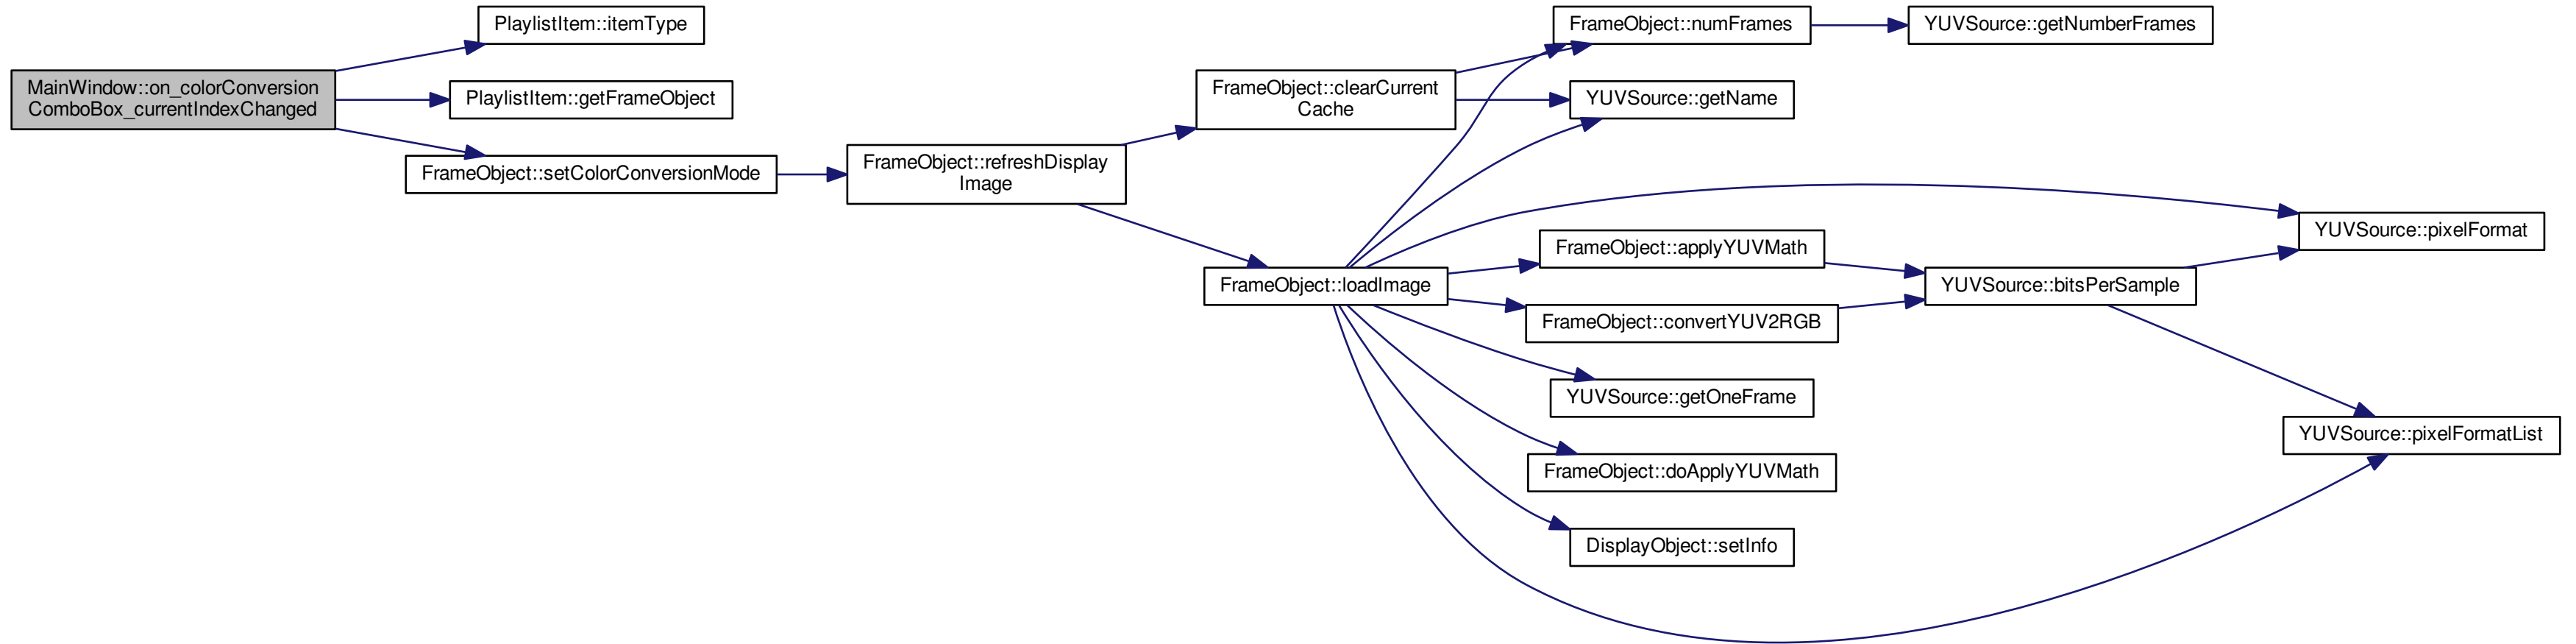 MainWindow::on_colorConversion
ComboBox_currentIndexChanged
PlaylistItem::itemType
PlaylistItem::getFrameObject
FrameObject::setColorConversionMode
FrameObject::refreshDisplay
Image
FrameObject::clearCurrent
Cache
FrameObject::loadImage
FrameObject::numFrames
YUVSource::getName
FrameObject::applyYUVMath
FrameObject::convertYUV2RGB
YUVSource::getOneFrame
FrameObject::doApplyYUVMath
DisplayObject::setInfo
YUVSource::getNumberFrames
YUVSource::bitsPerSample
YUVSource::pixelFormat
YUVSource::pixelFormatList